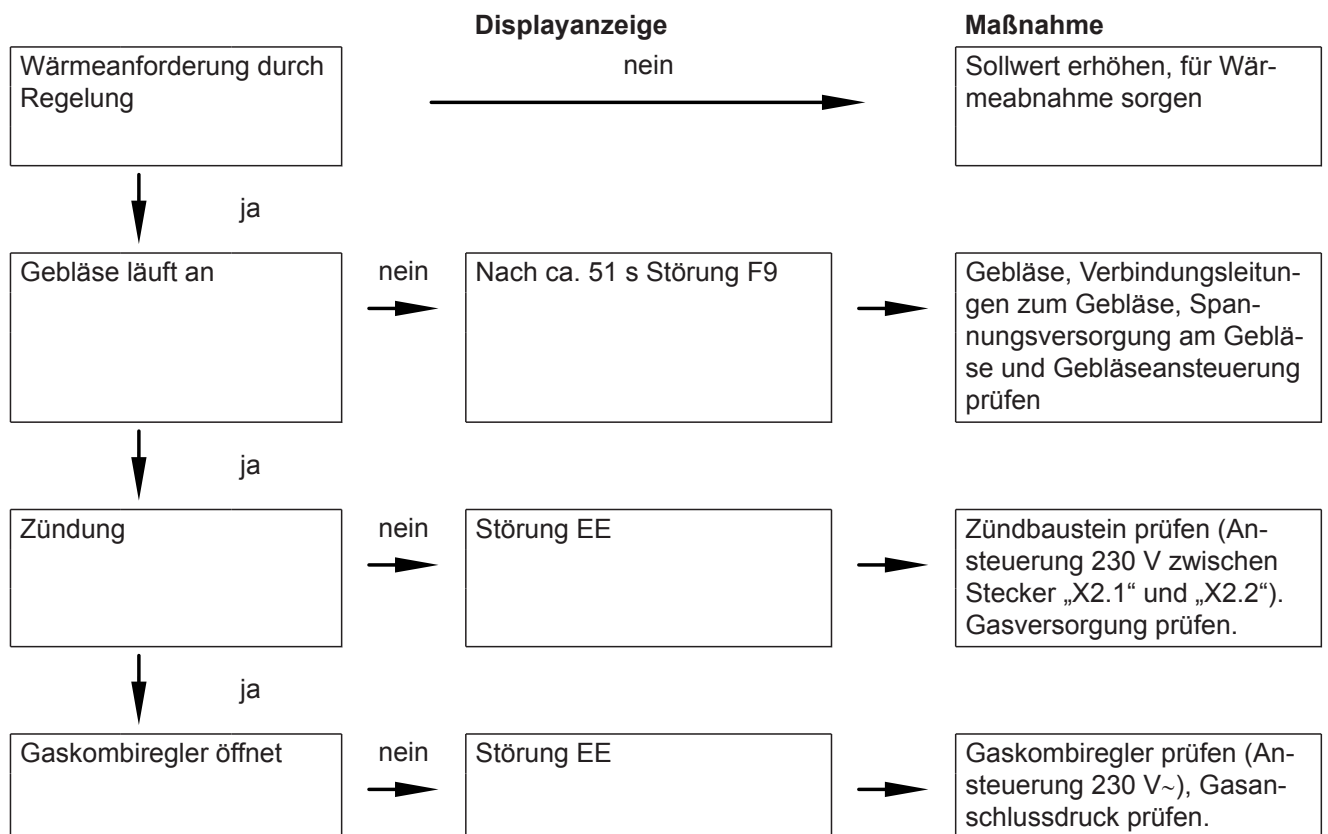 Displayanzeige
Maßnahme
Wärmeanforderung durch
Regelung
nein
Sollwert erhöhen, für Wär-
meabnahme sorgen
ja
Gebläse läuft an
nein
Nach ca. 51 s Störung F9
Gebläse, Verbindungsleitun-
gen zum Gebläse, Span-
nungsversorgung am Geblä-
se und Gebläseansteuerung
prüfen
ja
Zündung
nein
Störung EE
Zündbaustein prüfen (An-
steuerung 230 V zwischen
Stecker „X2.1“ und „X2.2“).
Gasversorgung prüfen.
ja
Gaskombiregler öffnet
nein
Störung EE
Gaskombiregler prüfen (An-
steuerung 230 V~), Gasan-
schlussdruck prüfen.